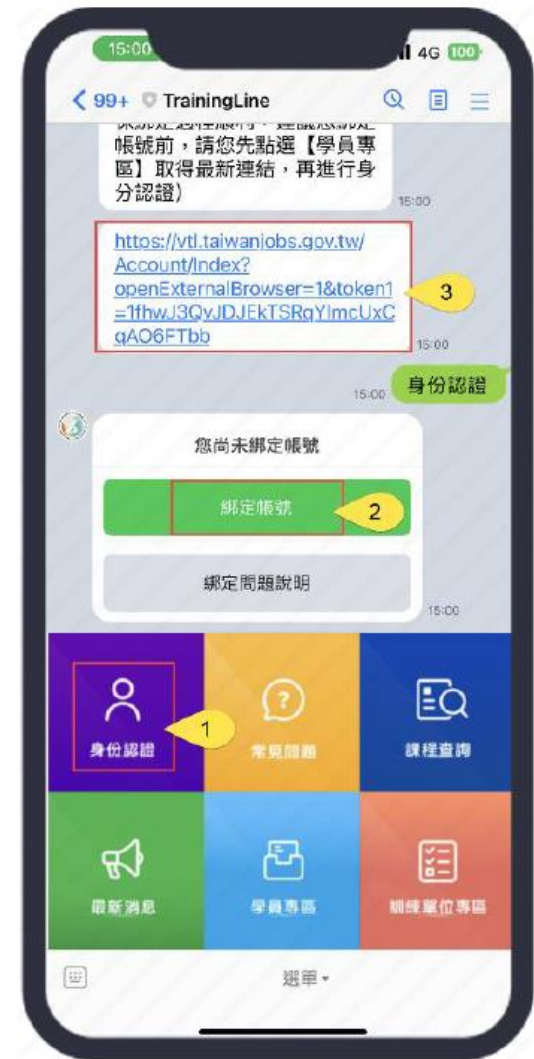 15:00
4G 100
99+ TrainingLine
帳號前，請您先點選【學員專
區】取得最新連結，再進行身
分認證)
15:00
https://vtl.taiwanjobs.gov.tw/
Account/Index?
openExternalBrowser=1&token1
=1fhwJ3QvJDJEkTSRqYImcUxC
qAO6FTbb
3
15:00
15:00
身份認證
您尚未綁定帳號
綁定帳號
2
綁定問題說明
15:00
1
身份認證
常見問題
課程查詢
最新消息
學員專區
訓練單位專區
選單